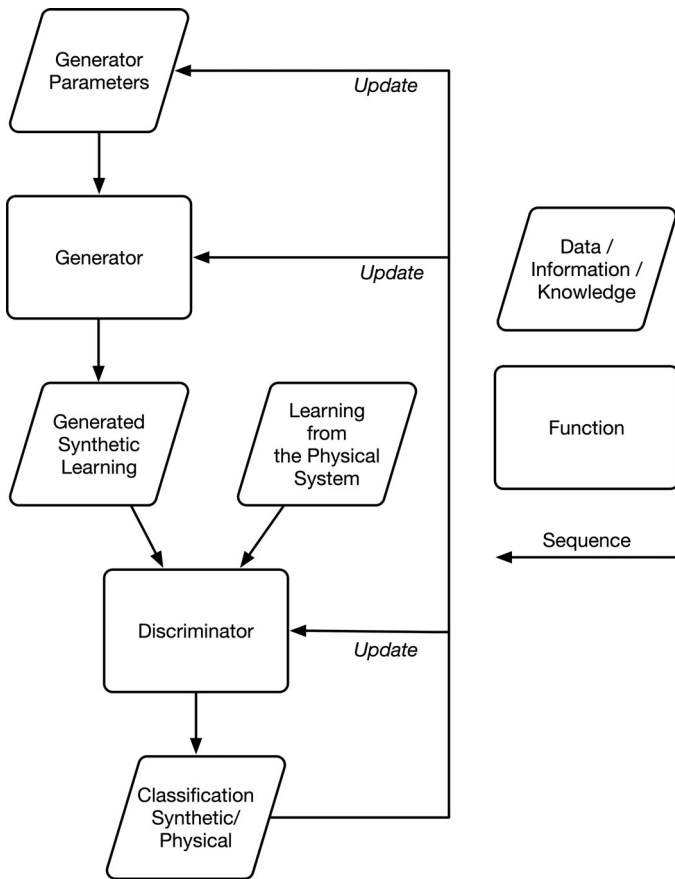 Generator
Parameters
Update
Generator
Update
Data /
Information /
Knowledge
Generated
Synthetic
Learning
Learning
from
the Physical
System
Function
Sequence
Discriminator
Update
Classification
Synthetic/
Physical